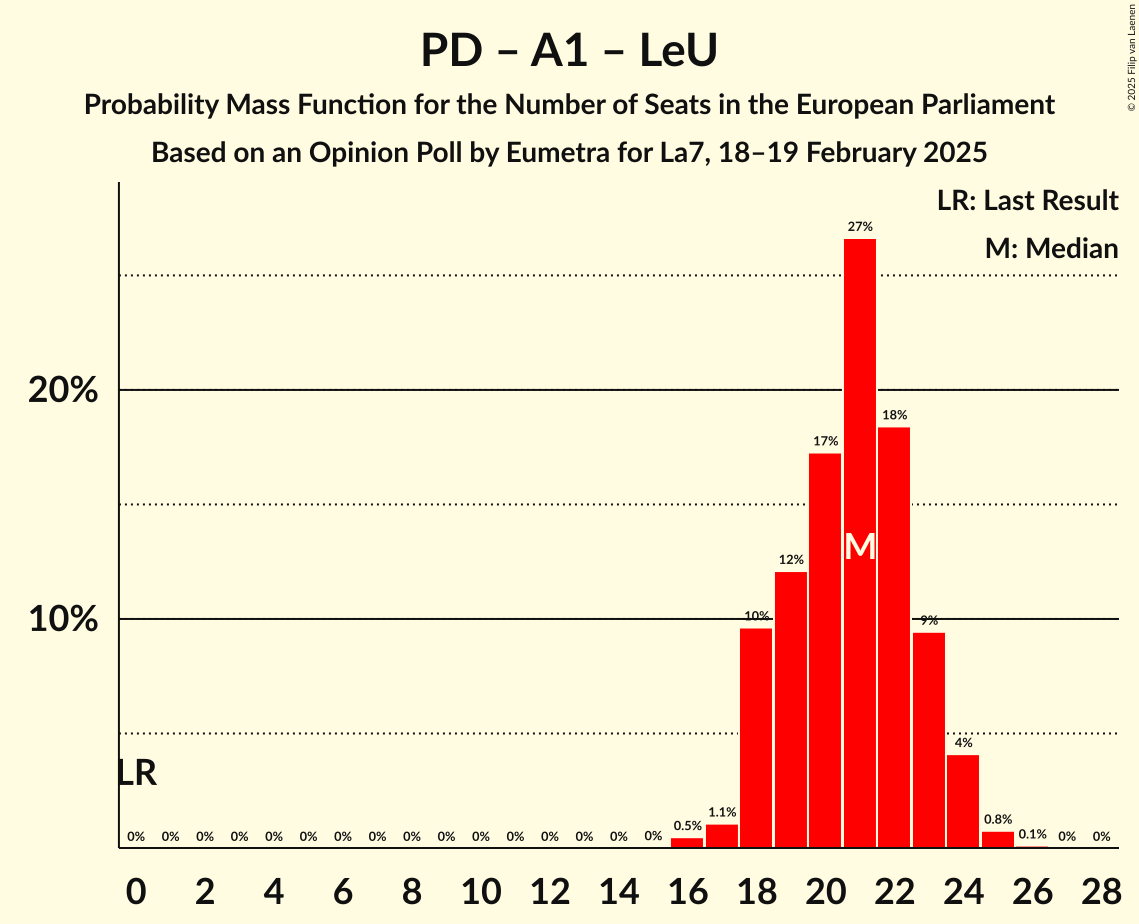 PD – A1 – LeU
Probability Mass Function for the Number of Seats in the European Parliament
Based on an Opinion Poll by Eumetra for La7, 18–19 February 2025
© 2025 Filip van Laenen
LR: Last Result
M: Median
20%
10%
27%
18%
17%
M
12%
10%
9%
4%
LR
0% 0% 0% 0% 0% 0% 0% 0% 0% 0% 0% 0% 0% 0% 0% 0% 0.5% 1.1% 0.8% 0.1% 0% 0%
0 2 4 6 8 10 12 14 16 18 20 22 24 26 28